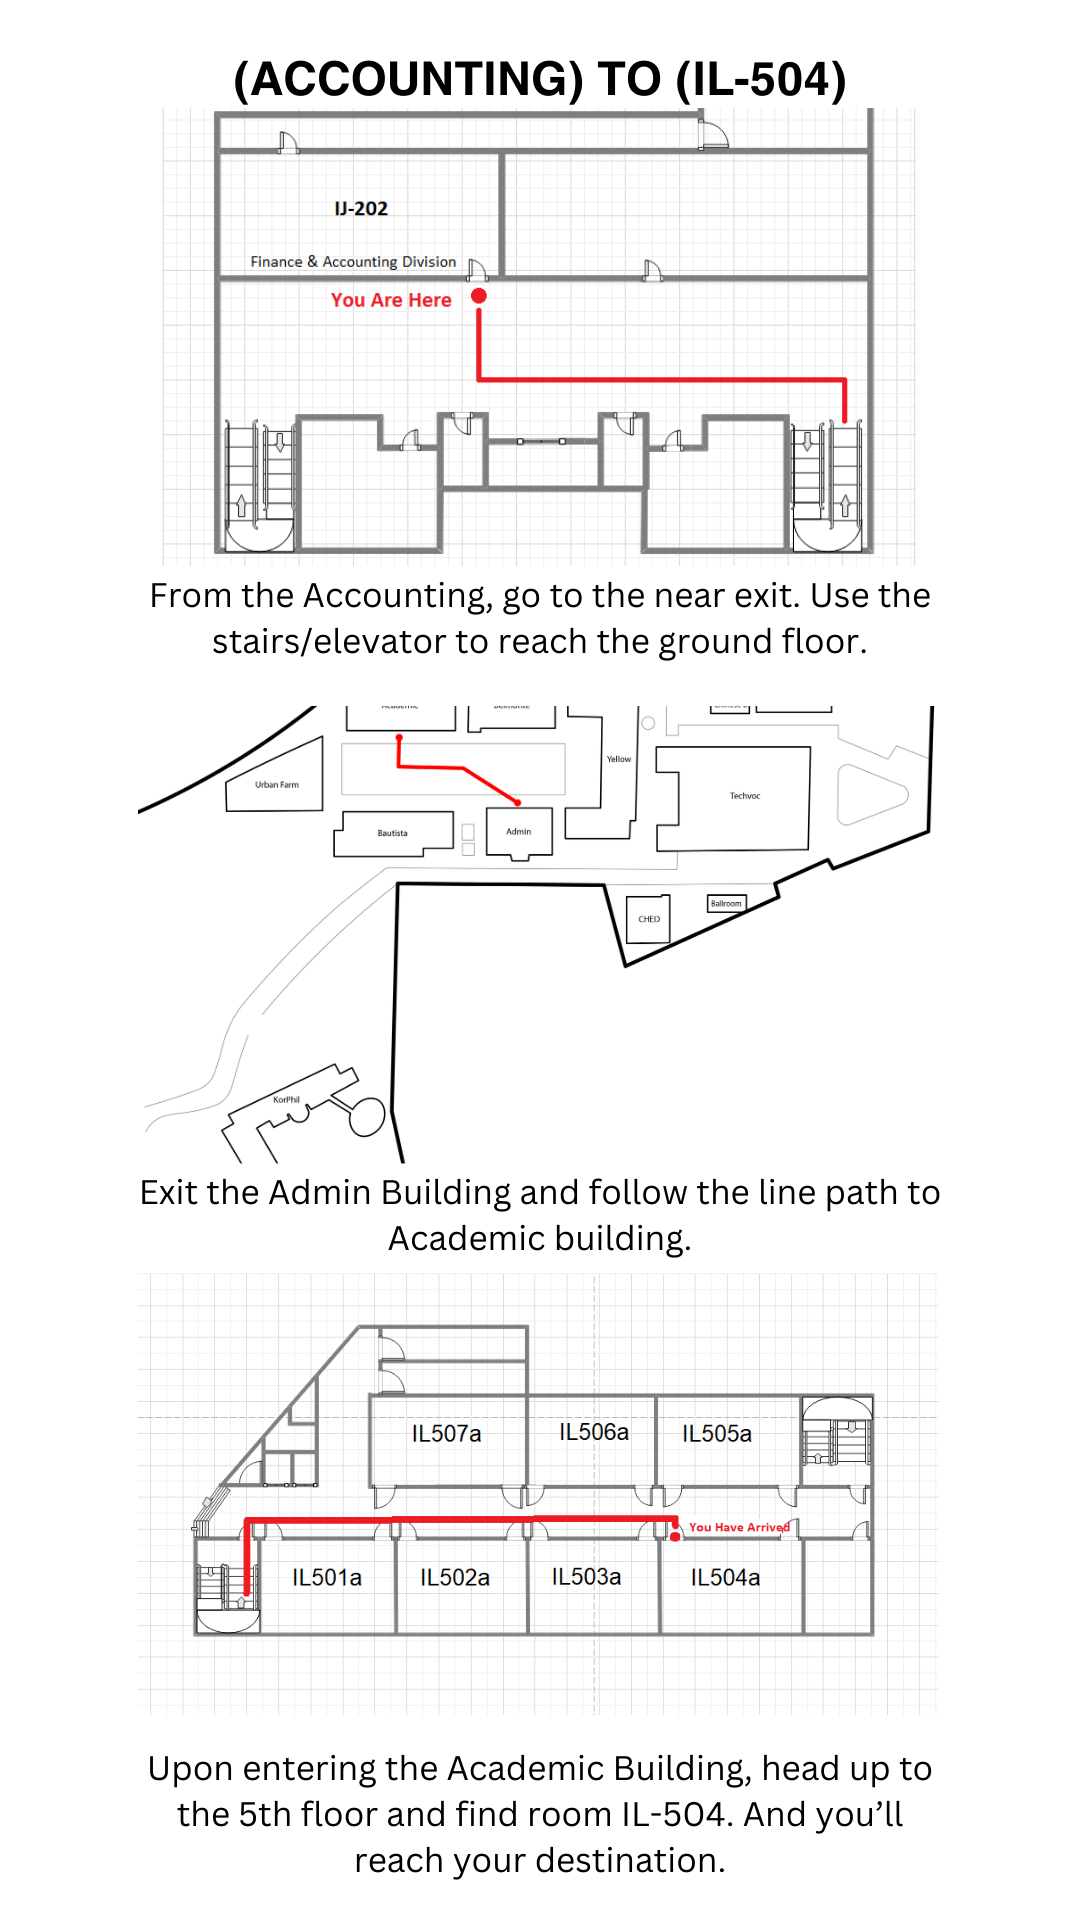 (ACCOUNTING) TO (IL-504)
IJ-202
Finance & Accounting Division
You Are Here
From the Accounting, go to the near exit. Use the
stairs/elevator to reach the ground floor.
Academic
Belmonte
Yellow
Urban Farm
Techvoc
Bautista
Admin
CHED
Ballroom
KorPhil
Exit the Admin Building and follow the line path to
Academic building.
IL507a
IL506a
IL505a
You Have Arrived
IL501a
IL502a
IL503a
IL504a
Upon entering the Academic Building, head up to
the 5th floor and find room IL-504. And you’ll
reach your destination.